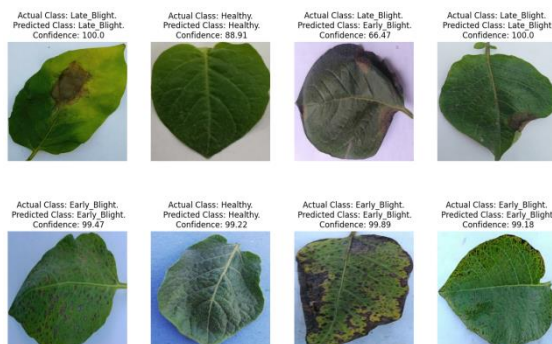 Actual Class: Late_Blight.
Predicted Class: Late_Blight.
Confidence: 100.0
Actual Class: Healthy.
Predicted Class: Healthy.
Confidence: 88.91
Actual Class: Late_Blight.
Predicted Class: Early_Blight.
Confidence: 66.47
Actual Class: Late_Blight.
Predicted Class: Late_Blight.
Confidence: 100.0
Actual Class: Early_Blight.
Predicted Class: Early_Blight.
Confidence: 99.47
Actual Class: Healthy.
Predicted Class: Healthy.
Confidence: 99.22
Actual Class: Early_Blight.
Predicted Class: Early_Blight.
Confidence: 99.89
Actual Class: Early_Blight.
Predicted Class: Early_Blight.
Confidence: 99.18